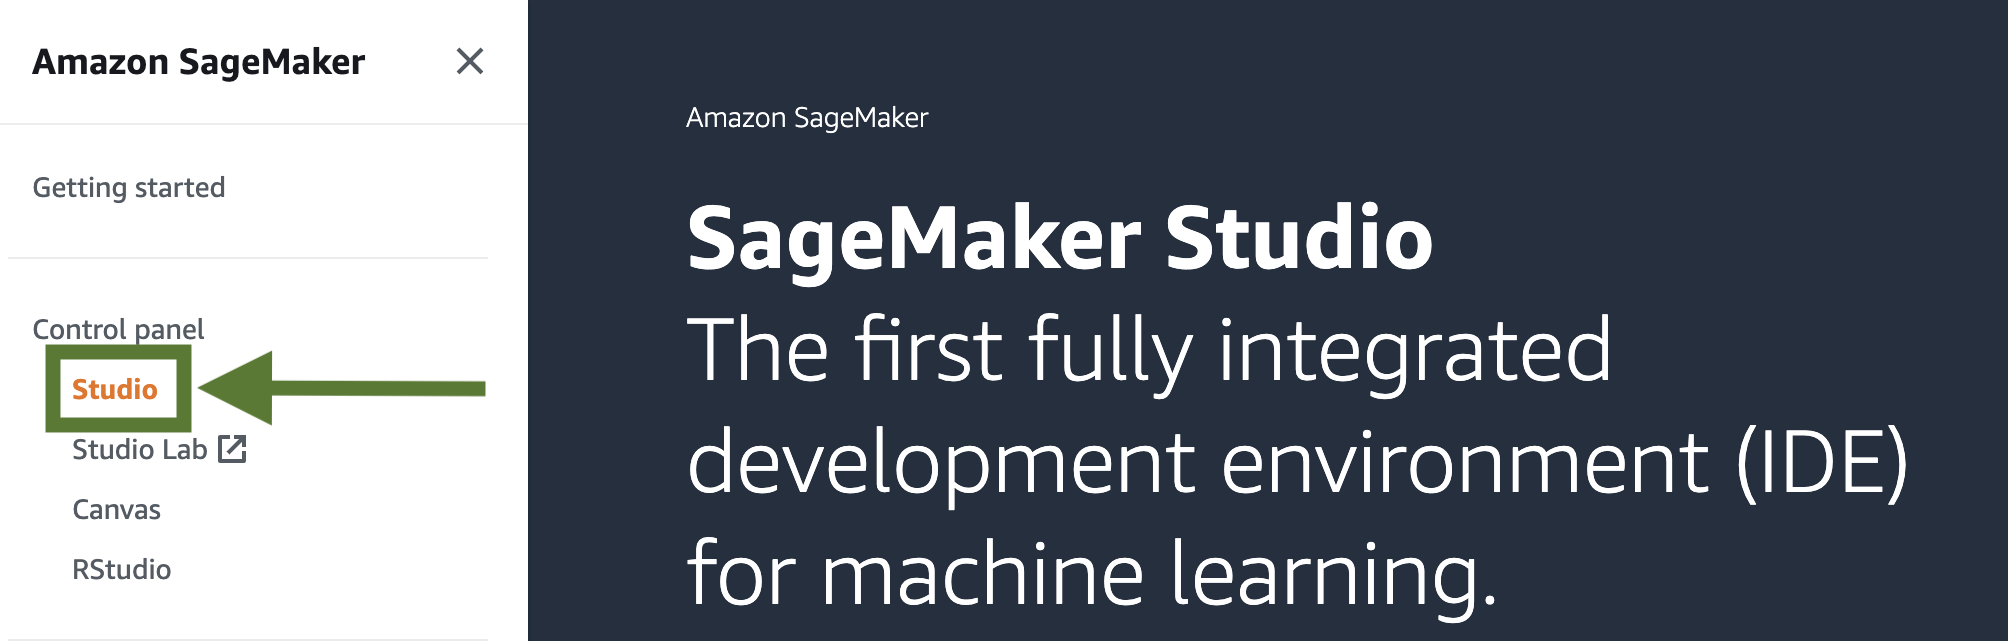 Amazon SageMaker
Getting started
Control panel
Studio
Studio Lab
Canvas
RStudio
Amazon SageMaker
SageMaker Studio
The first fully integrated
development environment (IDE)
for machine learning.